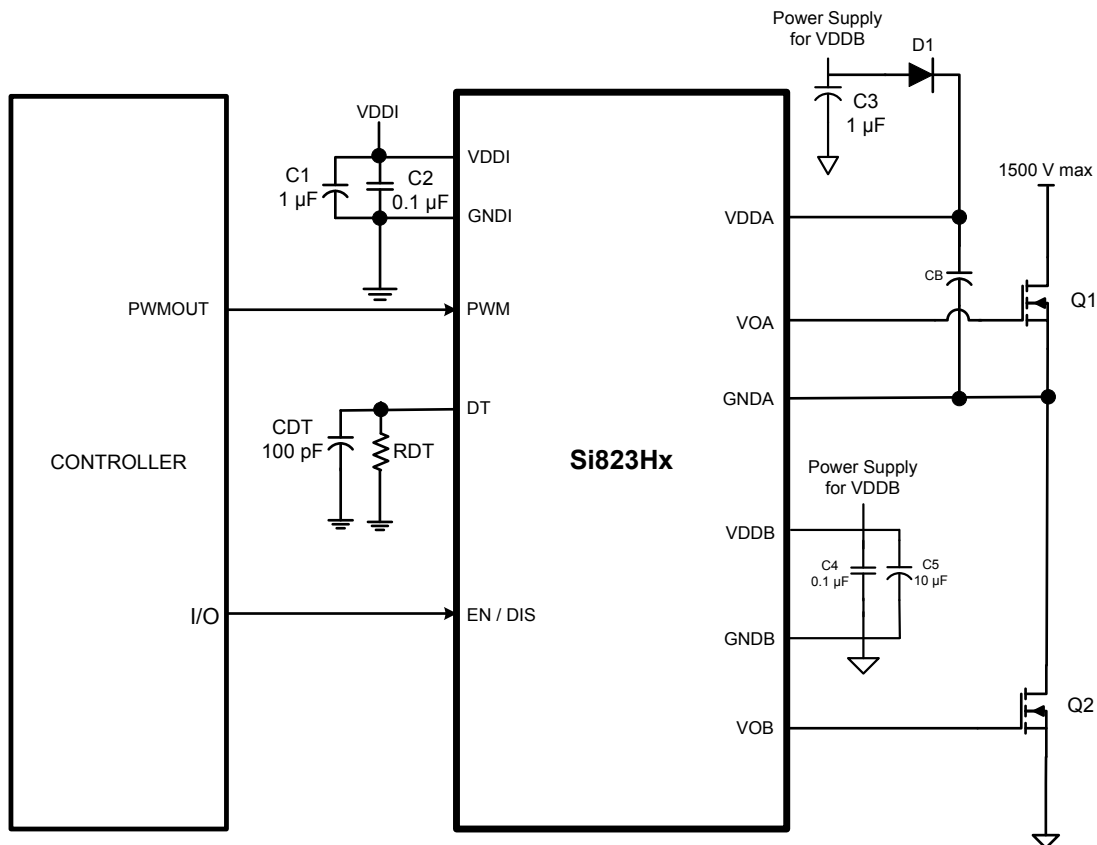 Power Supply
for VDDB
D1
C3
1 µF
VDDI
C1
1 µF
C2
0.1 µF
VDDI
GNDI
1500 V max
VDDA
CB
PWMOUT
PWM
VOA
Q1
DT
GNDA
CDT
100 pF
RDT
CONTROLLER
Si823Hx
Power Supply
for VDDB
VDDB
C4
0.1 µF
C5
10 µF
I/O
EN / DIS
GNDB
VOB
Q2